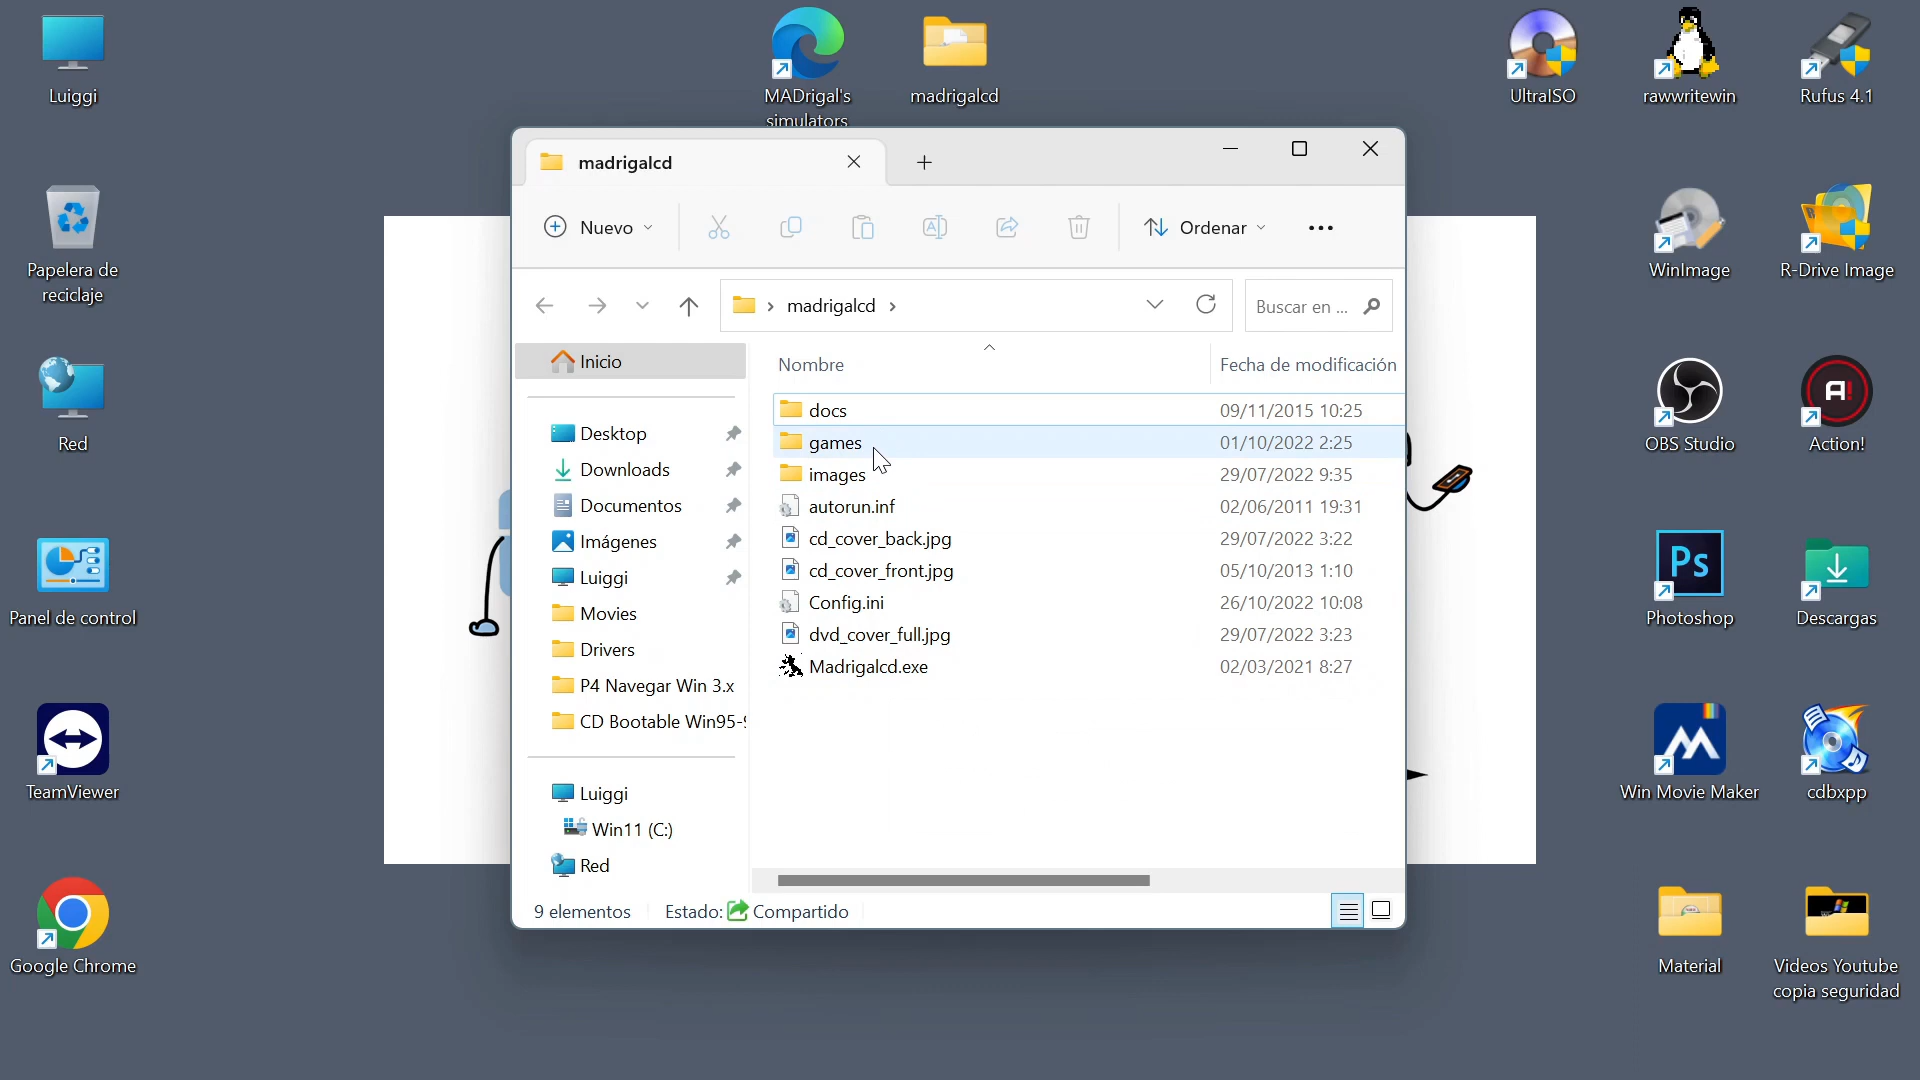 Luiggi
MADrigal's
simulators
madrigalcd
UltraISO
rawwritewin
Rufus 4.1
madrigalcd
Nuevo
Ordenar
madrigalcd
Buscar en ...
Papelera de
reciclaje
WinImage
R-Drive Image
Inicio
Nombre
Fecha de modificación
docs 09/11/2015 10:25
games 01/10/2022 2:25
images 29/07/2022 9:35
autorun.inf 02/06/2011 19:31
cd_cover_back.jpg 29/07/2022 3:22
cd_cover_front.jpg 05/10/2013 1:10
Config.ini 26/10/2022 10:08
dvd_cover_full.jpg 29/07/2022 3:23
Madrigalcd.exe 02/03/2021 8:27
Desktop
Downloads
Documentos
Imágenes
Luiggi
Movies
Drivers
P4 Navegar Win 3.x
CD Bootable Win95-
Luiggi
Win11 (C:)
Red
9 elementos
Estado: Compartido
Red
OBS Studio
Action!
Panel de control
Ps
Photoshop
Descargas
TeamViewer
Win Movie Maker
cdbxpp
Google Chrome
Material
Videos Youtube
copia seguridad